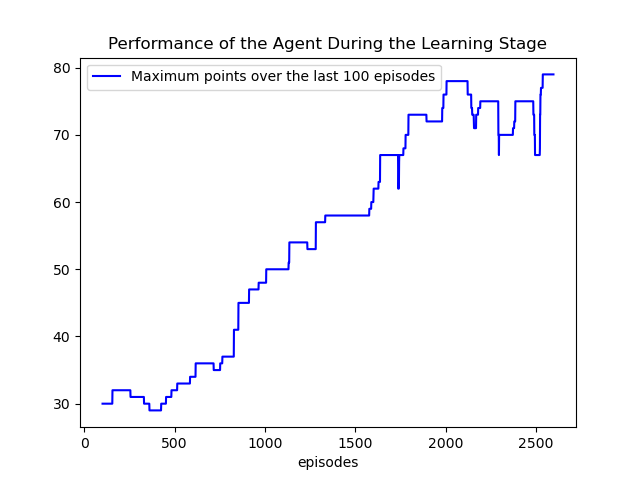 Performance of the Agent During the Learning Stage
Maximum points over the last 100 episodes
80
70
60
50
40
30
0 500 1000 1500 2000 2500
episodes